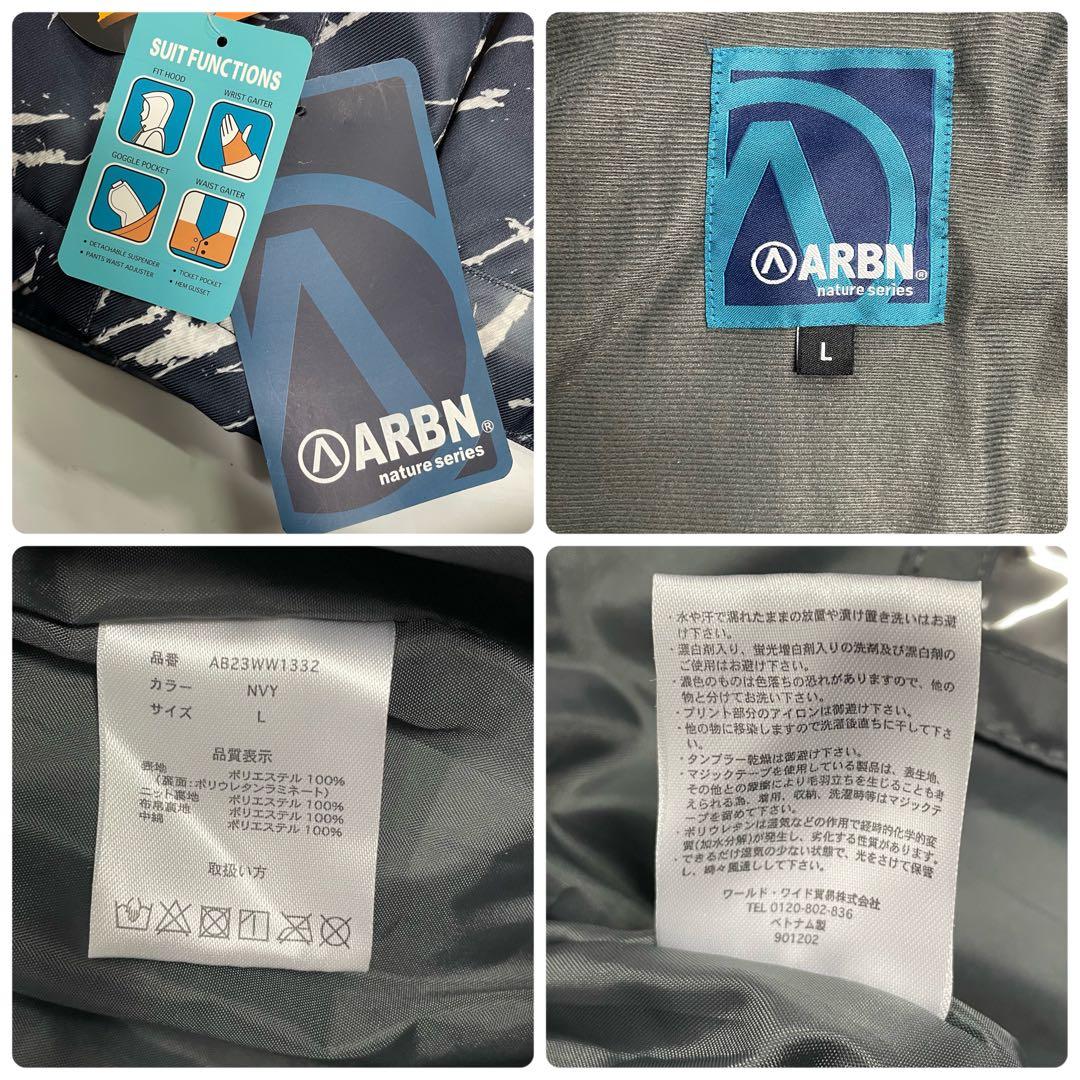 SUIT FUNCTIONS
FIT HOOD
WRIST GAITER
GOGGLE POCKET
WAIST GAITER
• DETACHABLE SUSPENDER
• PANTS WAIST ADJUSTER
• TICKET POCKET
• HEM GUSSET
ARBN®
nature series
ARBN®
nature series
L
品番 AB23WW1332
カラー NVY
サイズ L
品質表示
表地 ポリエステル 100%
(裏面:ポリウレタンラミネート)
ニット裏地 ポリエステル 100%
布帛裏地 ポリエステル 100%
中綿 ポリエステル 100%
取扱い方
・水や汗で濡れたままの放置や漬け置き洗いはお避
け下さい。
・漂白剤入り、蛍光増白剤入りの洗剤及び漂白剤の
ご使用はお避け下さい。
・濃色のものは色落ちの恐れがありますので、他の
物と分けてお洗い下さい。
・プリント部分のアイロンは御避け下さい。
・他の物に移染しますので洗濯後直ちに干して下さ
い。
・タンブラー乾燥は御避け下さい。
・マジックテープを使用している製品は、表生地、
その他との摩擦により毛羽立ちを生じることも考
えられる為、着用、収納、洗濯時等はマジックテ
ープを留めて下さい。
・ポリウレタンは湿気などの作用で経時的化学的変
質(加水分解)が発生し、劣化する性質があります。
・できるだけ湿気の少ない状態で、光をさけて保管
し、時々風通しして下さい。
ワールド・ワイド貿易株式会社
TEL 0120-802-836
ベトナム製
901202